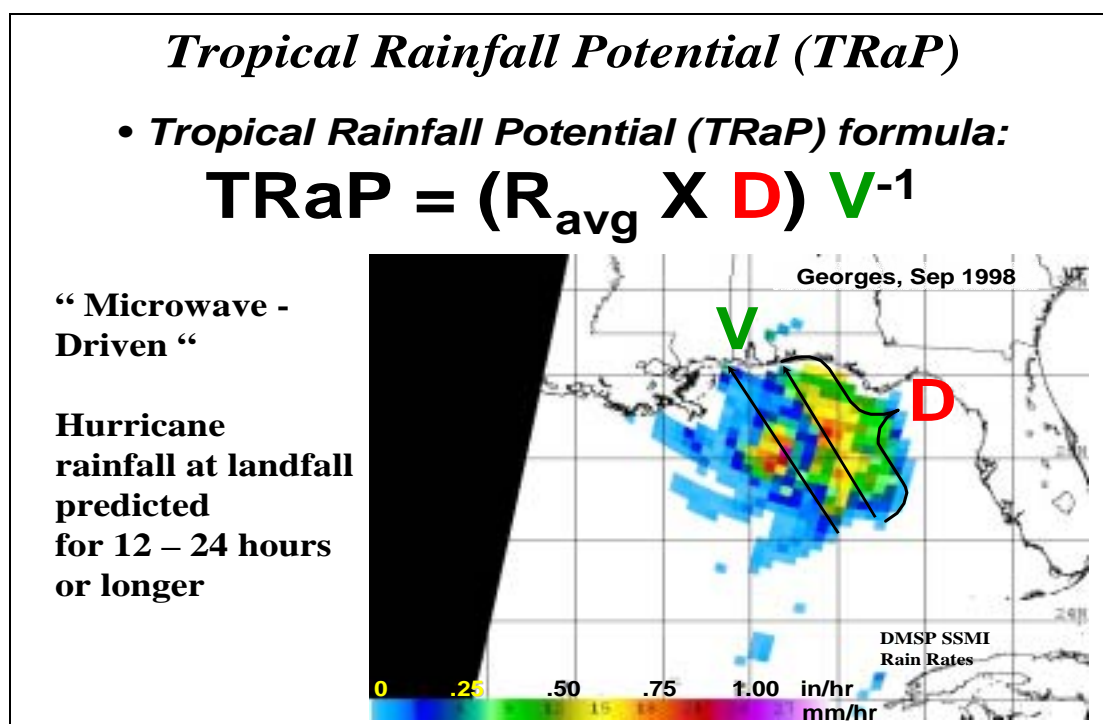 Tropical Rainfall Potential (TRaP)
• Tropical Rainfall Potential (TRaP) formula:
TRaP = (Ravg X D) V-1
“ Microwave -
Driven “
Hurricane
rainfall at landfall
predicted
for 12 – 24 hours
or longer
Georges, Sep 1998
V
D
DMSP SSMI
Rain Rates
0 .25 .50 .75 1.00 in/hr
mm/hr